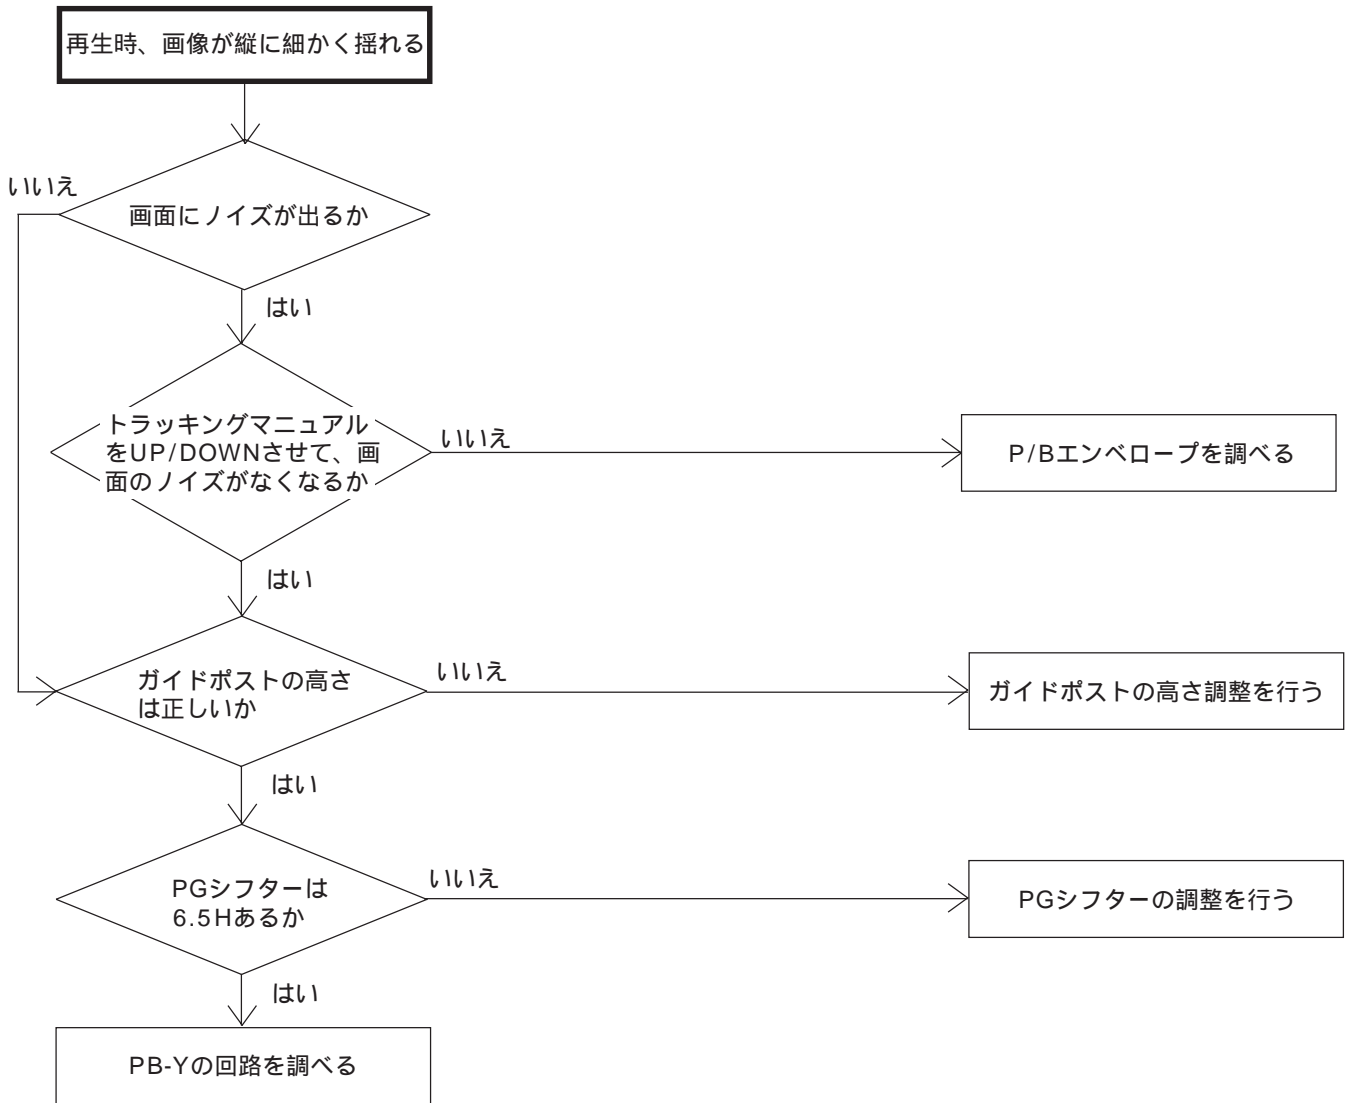 再生時、画像が縦に細かく揺れる
いいえ
画面にノイズが出るか
はい
トラッキングマニュアル
をUP/DOWNさせて、画
面のノイズがなくなるか
いいえ
P/Bエンベロープを調べる
はい
ガイドポストの高さ
は正しいか
いいえ
ガイドポストの高さ調整を行う
はい
PGシフターは
6.5Hあるか
いいえ
PGシフターの調整を行う
はい
PB-Yの回路を調べる